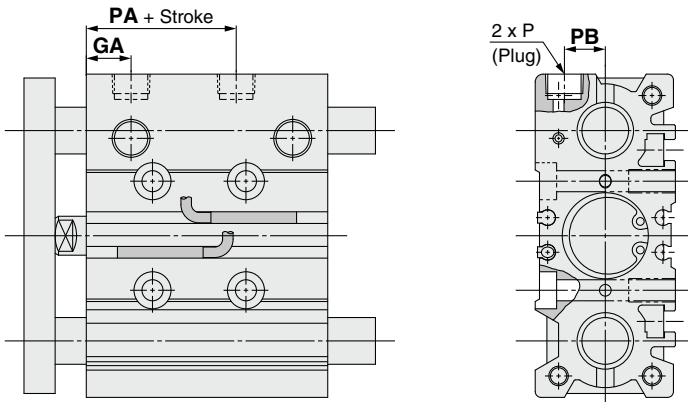 PA + Stroke
GA
2 x P
(Plug)
PB